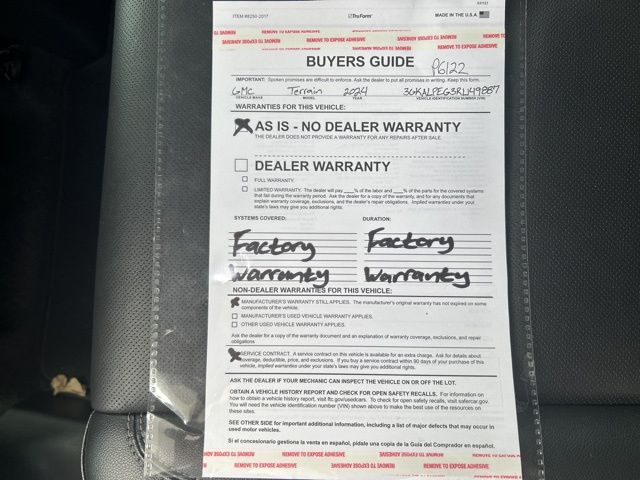 ITEM #8250-2017
TruForm
MADE IN U.S.A.
REMOVE TO EXPOSE ADHESIVE
BUYERS GUIDE P6122
IMPORTANT: Spoken promises are difficult to enforce. Ask the dealer to put all promises in writing. Keep this form.
GMC Terrain 2024 3GKALPEG3RL149887
VEHICLE MAKE MODEL YEAR VEHICLE IDENTIFICATION NUMBER (VIN)
WARRANTIES FOR THIS VEHICLE:
AS IS - NO DEALER WARRANTY
THE DEALER DOES NOT PROVIDE A WARRANTY FOR ANY REPAIRS AFTER SALE.
DEALER WARRANTY
FULL WARRANTY.
LIMITED WARRANTY. The dealer will pay ___% of the labor and ___% of the parts for the covered systems
that fail during the warranty period. Ask the dealer for a copy of the warranty, and for any documents that
explain warranty coverage, exclusions, and the dealer's repair obligations. Implied warranties under your
state's laws may give you additional rights.
SYSTEMS COVERED: DURATION:
Factory Factory
Warranty Warranty
NON-DEALER WARRANTIES FOR THIS VEHICLE:
MANUFACTURER'S WARRANTY STILL APPLIES. The manufacturer's original warranty has not expired on some
components of the vehicle.
MANUFACTURER'S USED VEHICLE WARRANTY APPLIES.
OTHER USED VEHICLE WARRANTY APPLIES.
Ask the dealer for a copy of the warranty document and an explanation of warranty coverage, exclusions, and repair
obligations
SERVICE CONTRACT. A service contract on this vehicle is available for an extra charge. Ask for details about
coverage, deductible, price, and exclusions. If you buy a service contract within 90 days of your purchase of this
vehicle, implied warranties under your state's laws may give you additional rights.
ASK THE DEALER IF YOUR MECHANIC CAN INSPECT THE VEHICLE ON OR OFF THE LOT.
OBTAIN A VEHICLE HISTORY REPORT AND CHECK FOR OPEN SAFETY RECALLS. For information on
how to obtain a vehicle history report, visit ftc.gov/usedcars. To check for open safety recalls, visit safercar.gov.
You will need the vehicle identification number (VIN) shown above to make the best use of the resources on
these sites.
SEE OTHER SIDE for important additional information, including a list of major defects that may occur in
used motor vehicles.
Si el concesionario gestiona la venta en español, pídale una copia de la Guía del Comprador en español.
REMOVE TO EXPOSE ADHESIVE